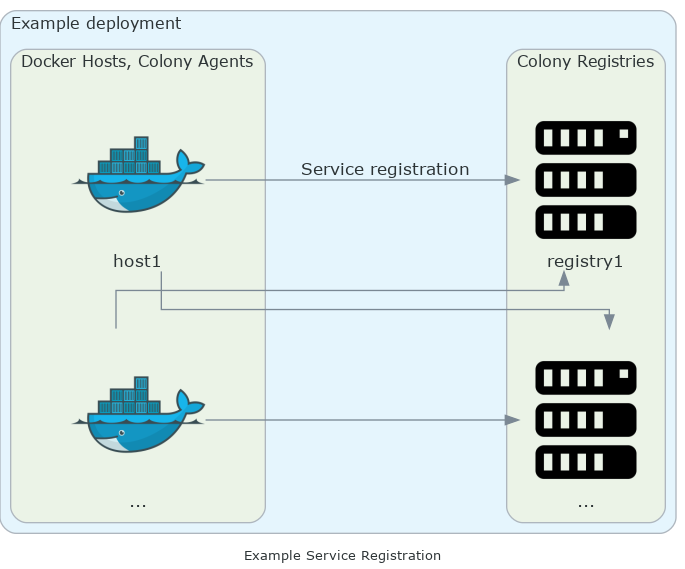 Example deployment
Docker Hosts, Colony Agents
Colony Registries
Service registration
host1
registry1
...
...
Example Service Registration